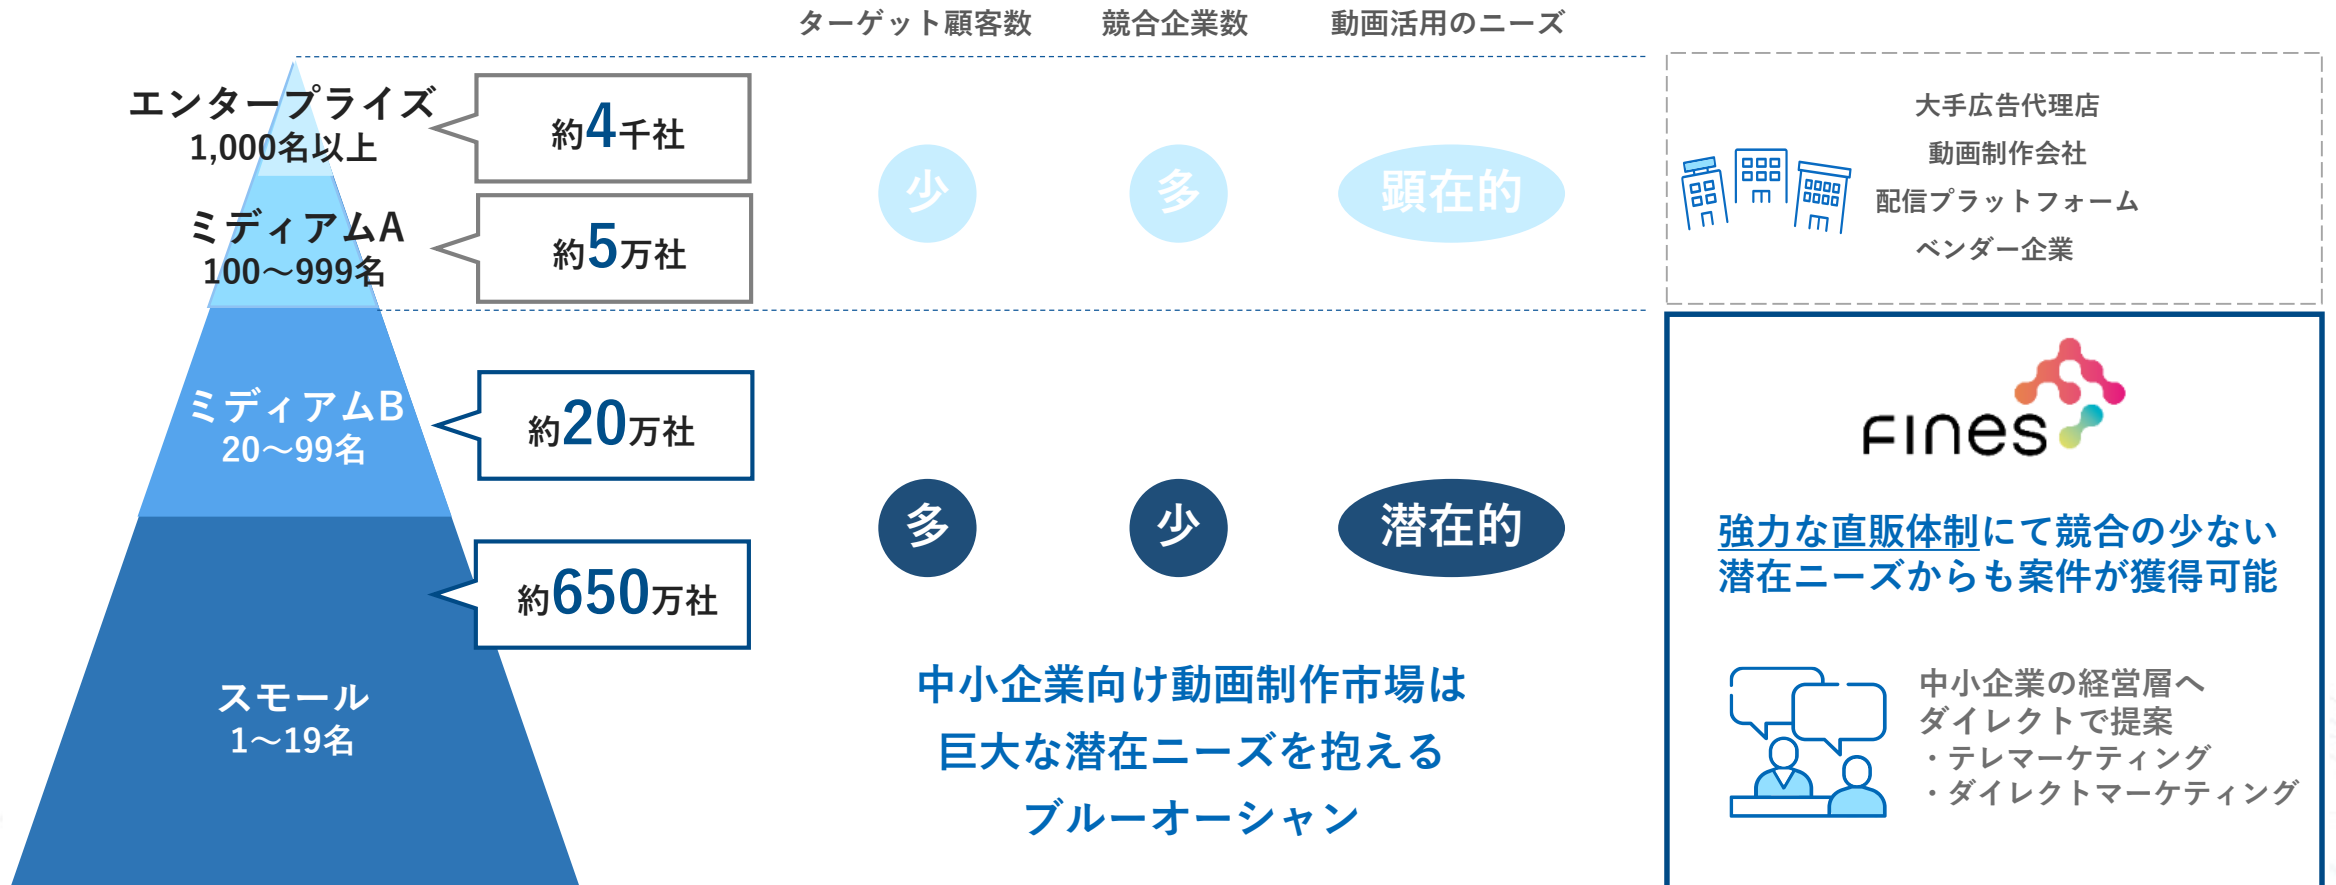 ターゲット顧客数 競合企業数 動画活用のニーズ
エンタープライズ
1,000名以上
約4千社
ミディアムA
100～999名
約5万社
少 多 顕在的
大手広告代理店
動画制作会社
配信プラットフォーム
ベンダー企業
ミディアムB
20～99名
約20万社
スモール
1～19名
約650万社
多 少 潜在的
中小企業向け動画制作市場は
巨大な潜在ニーズを抱える
ブルーオーシャン
FINES
強力な直販体制にて競合の少ない
潜在ニーズからも案件が獲得可能
中小企業の経営層へ
ダイレクトで提案
・テレマーケティング
・ダイレクトマーケティング